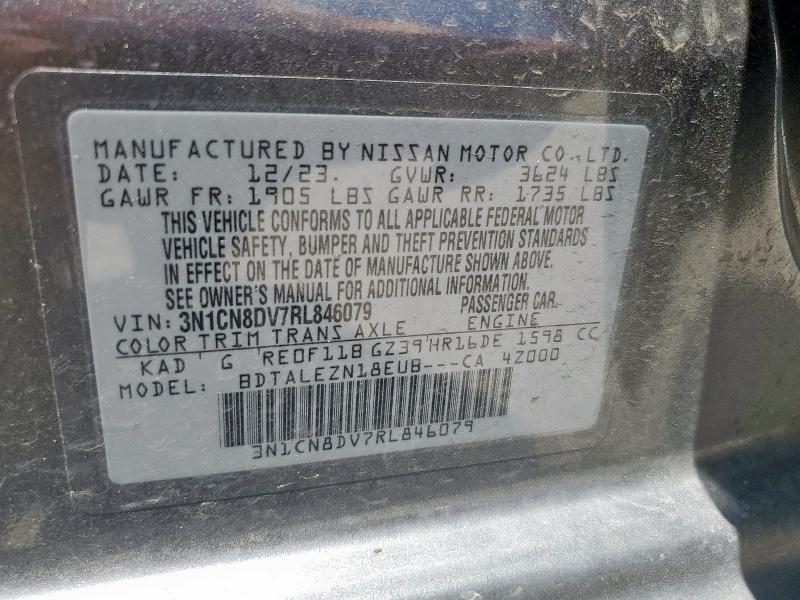 MANUFACTURED BY NISSAN MOTOR CO.,LTD.
DATE: 12/23. GVWR: 3624 LBS
GAWR FR: 1905 LBS GAWR RR: 1735 LBS
THIS VEHICLE CONFORMS TO ALL APPLICABLE FEDERAL MOTOR
VEHICLE SAFETY, BUMPER AND THEFT PREVENTION STANDARDS
IN EFFECT ON THE DATE OF MANUFACTURE SHOWN ABOVE.
SEE OWNER'S MANUAL FOR ADDITIONAL INFORMATION.
VIN: 3N1CN8DV7RL846079 PASSENGER CAR.
COLOR TRIM TRANS AXLE ENGINE
KAD G RE0F11B GZ39 HR16DE 1598 CC
MODEL: BDTALEZN18EUB---CA 4Z000
3N1CN8DV7RL846079